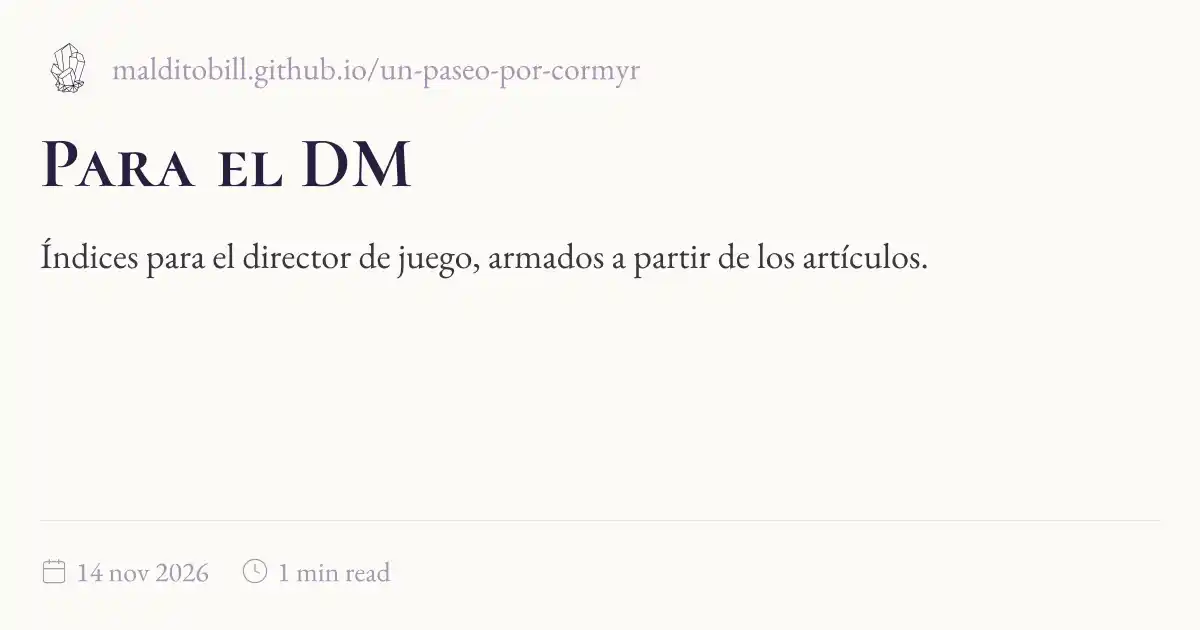 malditobill.github.io/un-paseo-por-cormyr
Para el DM
Índices para el director de juego, armados a partir de los artículos.
14 nov 2026 1 min read